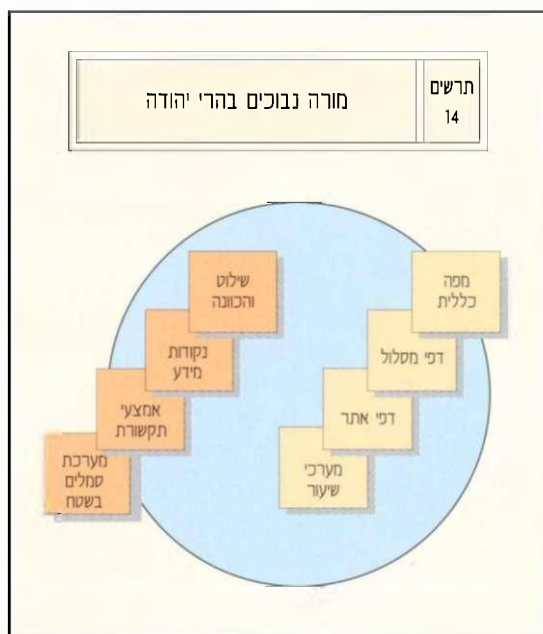 תרשים
14
מורה נבוכים בהרי יהודה
מפה
כללית
דפי מסלול
דפי אתר
מערכי
שיעור
שילוט
והכוונה
נקודות
מידע
אמצעי
תקשורת
מערכת
סמלים
בשטח